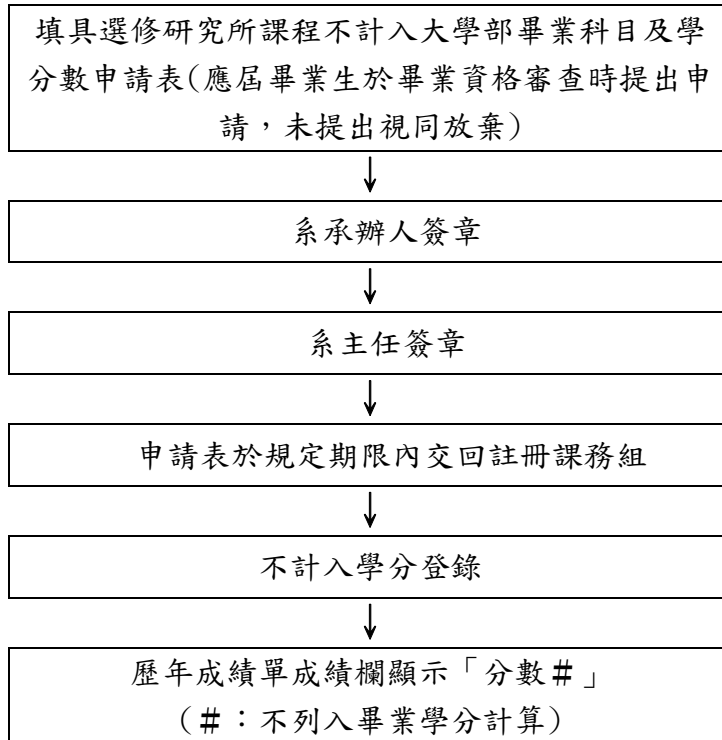 填具選修研究所課程不計入大學部畢業科目及學
分數申請表(應屆畢業生於畢業資格審查時提出申
請，未提出視同放棄)
系承辦人簽章
系主任簽章
申請表於規定期限內交回註冊課務組
不計入學分登錄
歷年成績單成績欄顯示「分數＃」
(＃：不列入畢業學分計算)